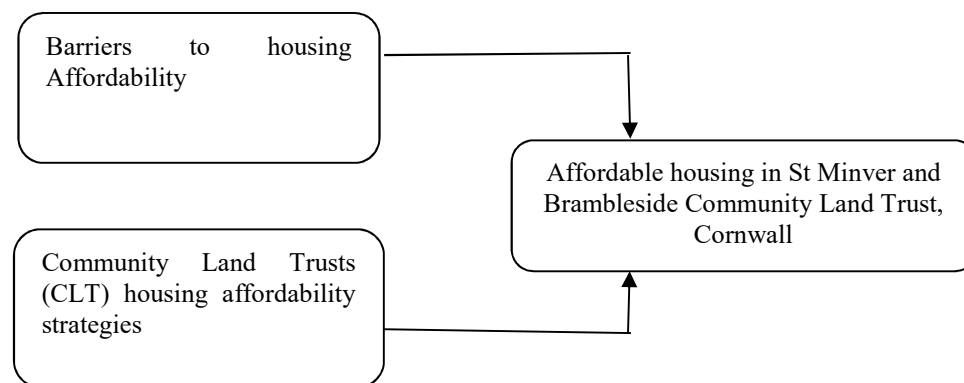 Barriers to housing
Affordability
Affordable housing in St Minver and
Brambleside Community Land Trust,
Cornwall
Community Land Trusts
(CLT) housing affordability
strategies